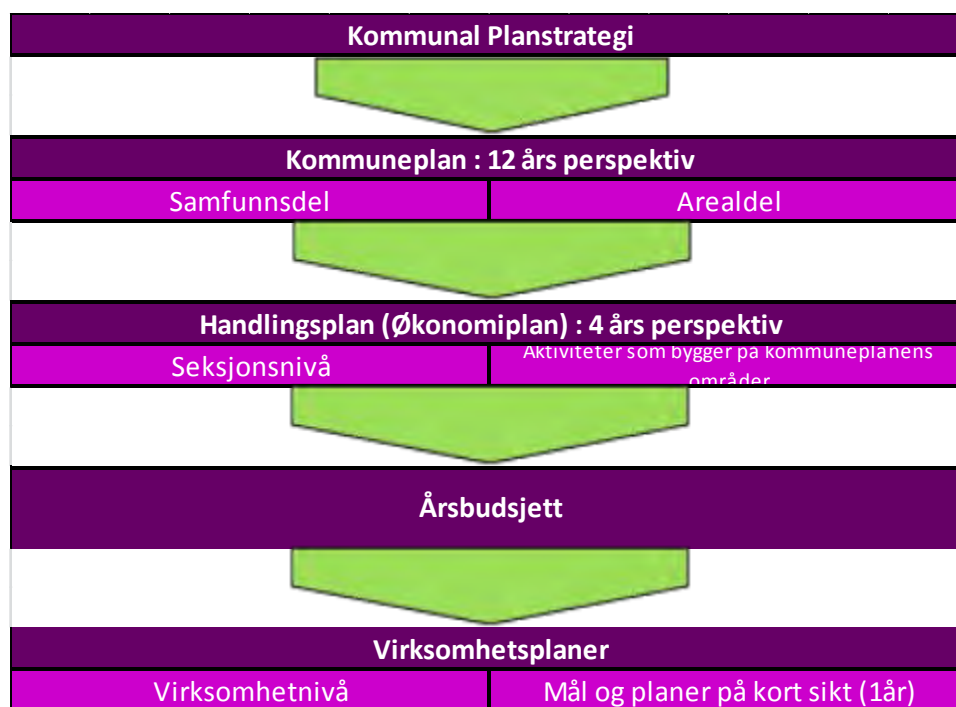 Kommunal Planstrategi
Kommuneplan : 12 års perspektiv
Samfunnsdel
Arealdel
Handlingsplan (Økonomiplan) : 4 års perspektiv
Seksjonsnivå
Aktiviteter som bygger på kommuneplanens
områder
Årsbudsjett
Virksomhetsplaner
Virksomhetnivå
Mål og planer på kort sikt (1år)